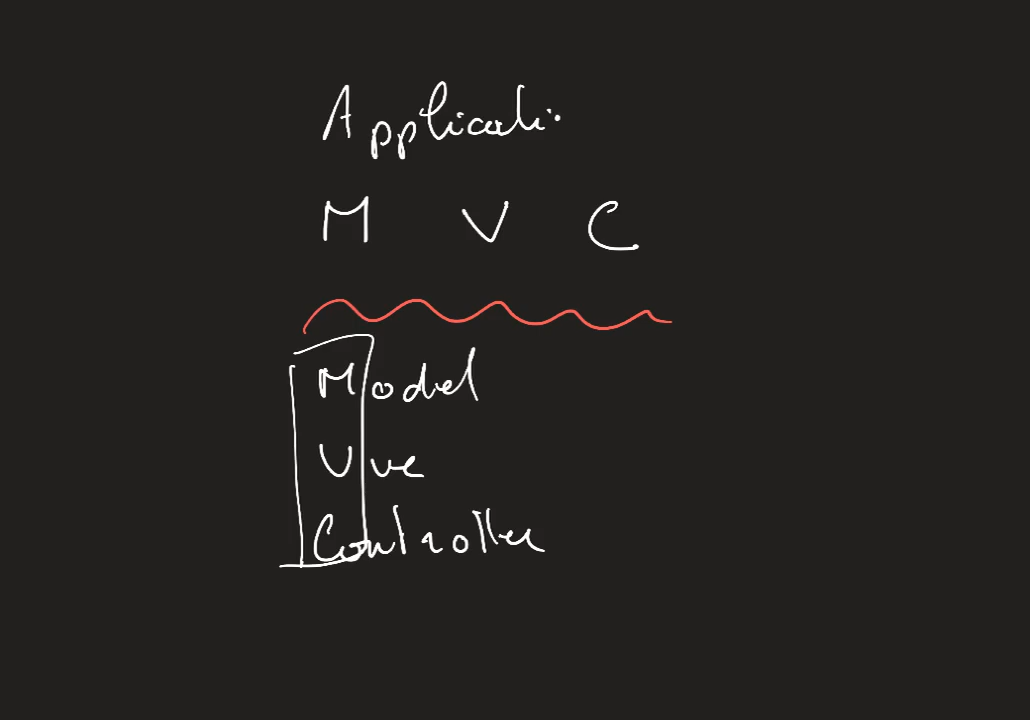 Applicati.
M V C
Model
Vue
Controller